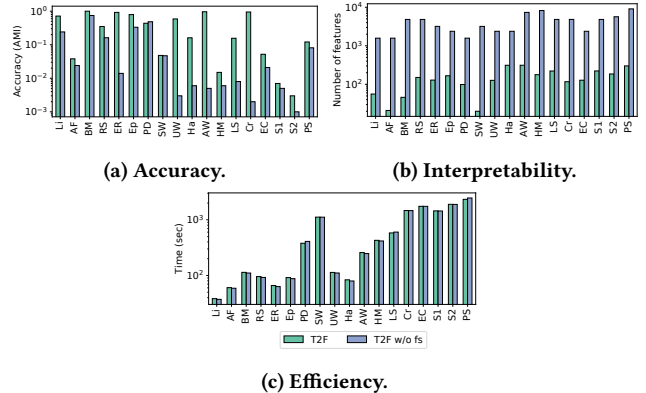 10⁰
10⁻¹
10⁻²
10⁻³
Accuracy (AMI)
Li AF BM RS ER Ep PD SW UW Ha AW HM LS Cr EC S1 S2 PS
(a) Accuracy.
10⁴
10³
10²
Number of features
Li AF BM RS ER Ep PD SW UW Ha AW HM LS Cr EC S1 S2 PS
(b) Interpretability.
10³
10²
Time (sec)
Li AF BM RS ER Ep PD SW UW Ha AW HM LS Cr EC S1 S2 PS
T2F T2F w/o fs
(c) Efficiency.